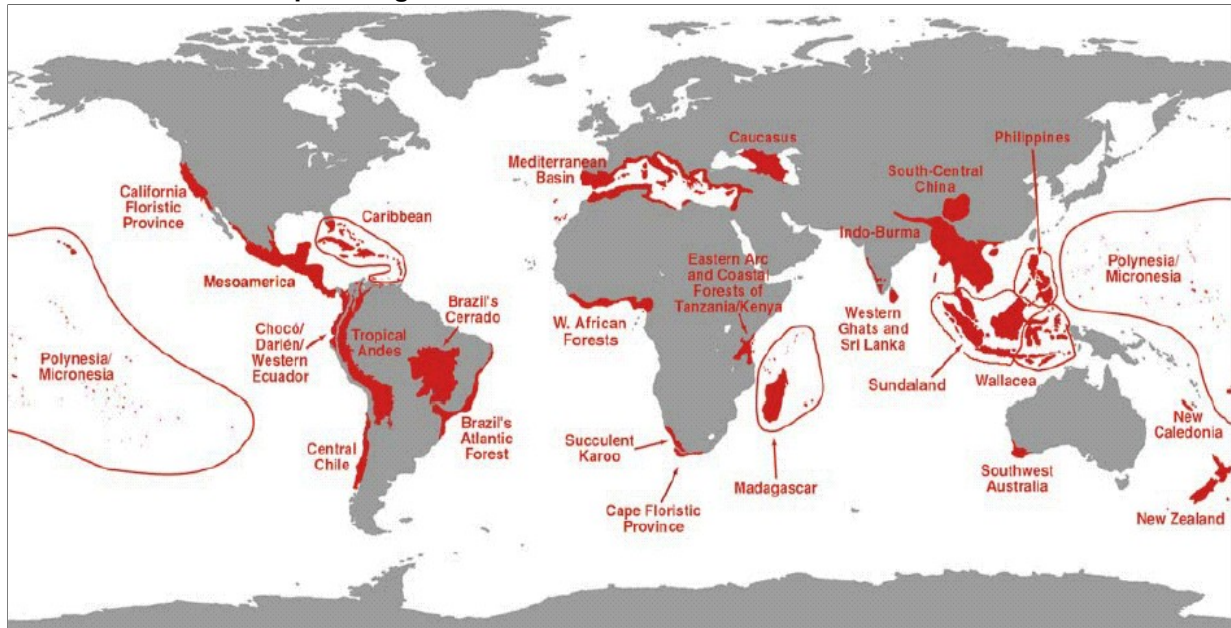 Caucasus
Philippines
Mediterranean
Basin
South-Central
China
California
Floristic
Province
Caribbean
Indo-Burma
Eastern Arc
and Coastal
Forests of
Tanzania/Kenya
Polynesia/
Micronesia
Mesoamerica
Brazil's
Cerrado
W. African
Forests
Western
Ghats and
Sri Lanka
Chocó/
Darién/
Western
Ecuador
Tropical
Andes
Polynesia/
Micronesia
Sundaland
Wallacea
New
Caledonia
Central
Chile
Brazil's
Atlantic
Forest
Succulent
Karoo
Madagascar
Southwest
Australia
Cape Floristic
Province
New Zealand